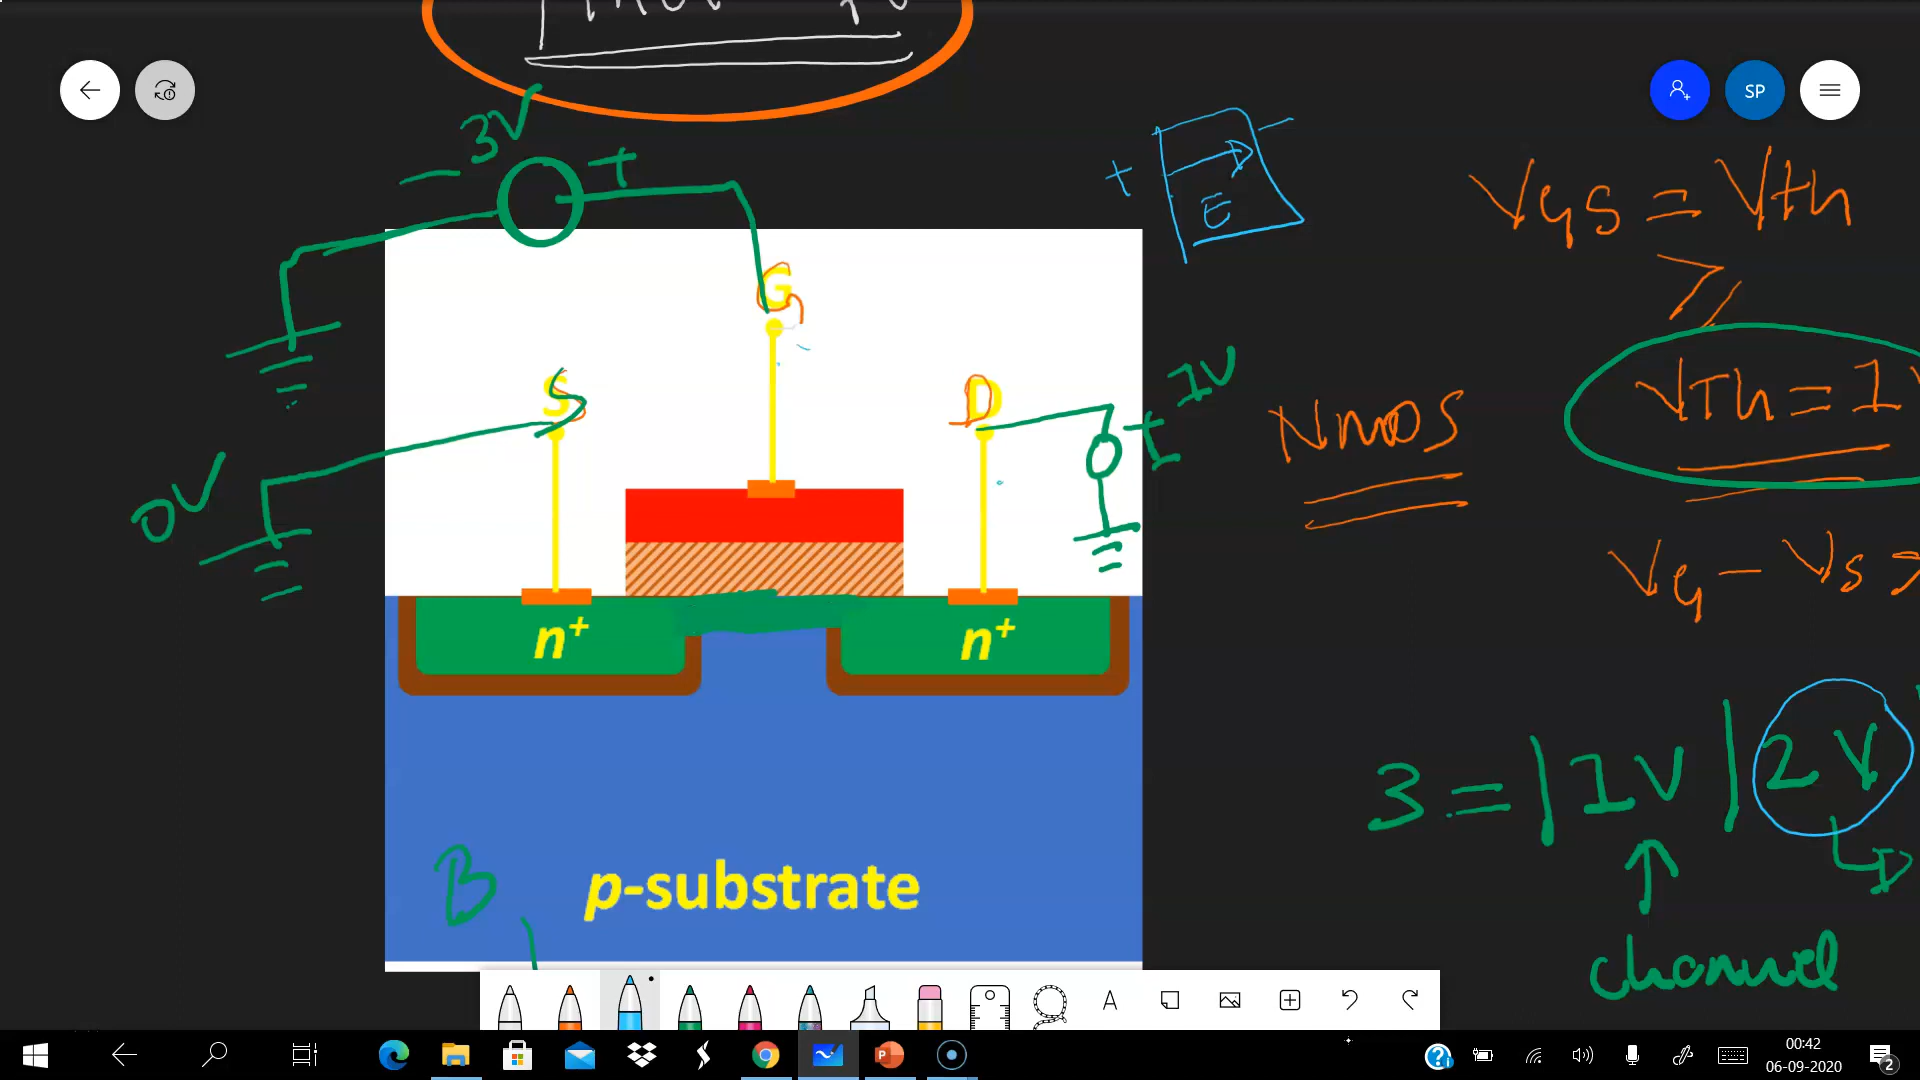 3V
+
−
+
−
E
SP
VGS = Vth
≥
G
S
D
1V
+
0V
NMOS
VTh = 1
VG − VS >
n+
n+
3 = | 1V | 2V
B
p-substrate
channel
A
00:42
06-09-2020
2